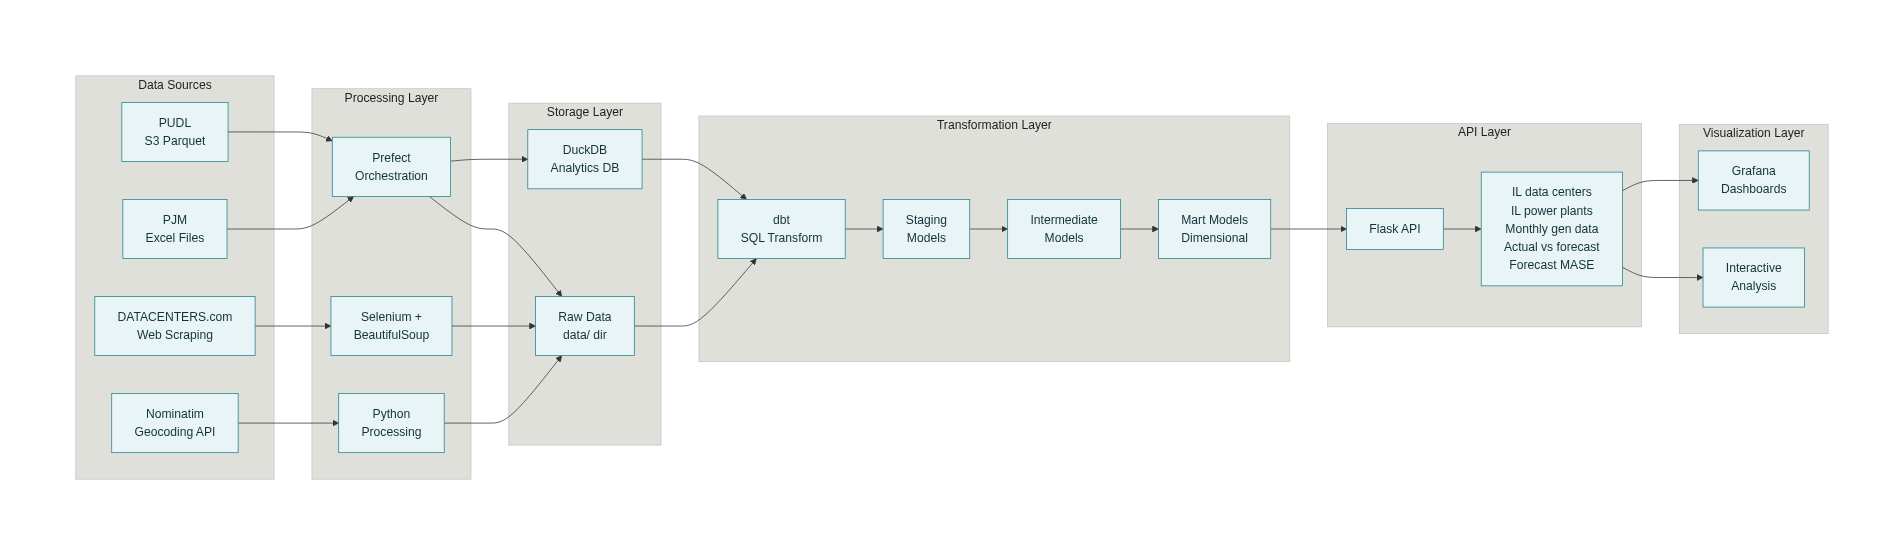 Data Sources
PUDL
S3 Parquet
PJM
Excel Files
DATACENTERS.com
Web Scraping
Nominatim
Geocoding API
Processing Layer
Prefect
Orchestration
Selenium +
BeautifulSoup
Python
Processing
Storage Layer
DuckDB
Analytics DB
Raw Data
data/ dir
Transformation Layer
dbt
SQL Transform
Staging
Models
Intermediate
Models
Mart Models
Dimensional
API Layer
Flask API
IL data centers
IL power plants
Monthly gen data
Actual vs forecast
Forecast MASE
Visualization Layer
Grafana
Dashboards
Interactive
Analysis